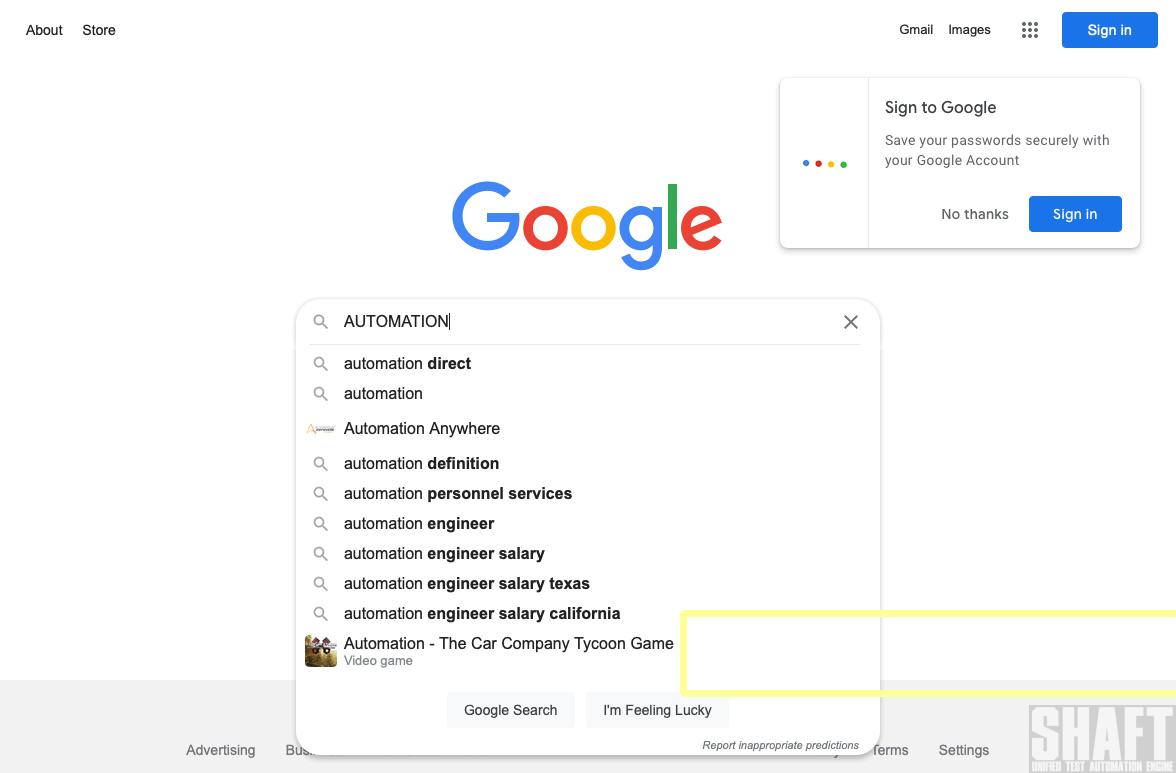 About Store
Gmail Images Sign in
Sign to Google
Save your passwords securely with
your Google Account
No thanks Sign in
Google
AUTOMATION
automation direct
automation
Automation Anywhere
automation definition
automation personnel services
automation engineer
automation engineer salary
automation engineer salary texas
automation engineer salary california
Automation - The Car Company Tycoon Game
Video game
Google Search I'm Feeling Lucky
Report inappropriate predictions
Advertising Terms Settings
SHAFT
UNIFIED TEST AUTOMATION ENGINE